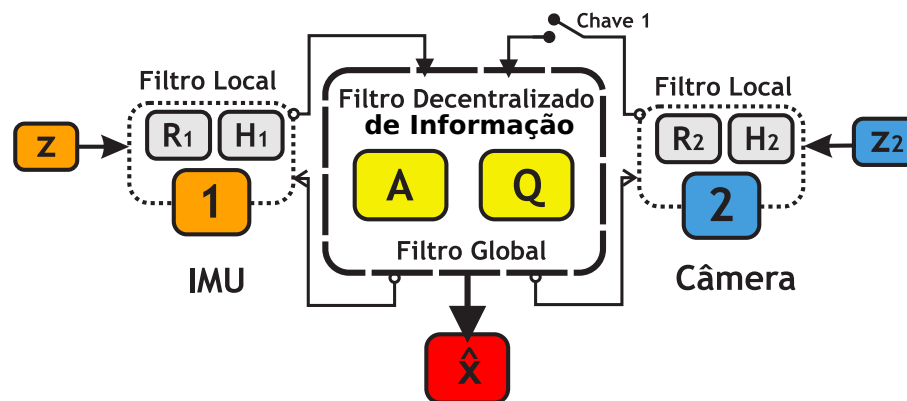 Chave 1
Filtro Local
Filtro Local
Filtro Decentralizado
de Informação
z
R1
H1
R2
H2
z2
1
A
Q
2
Filtro Global
IMU
Câmera
x̂